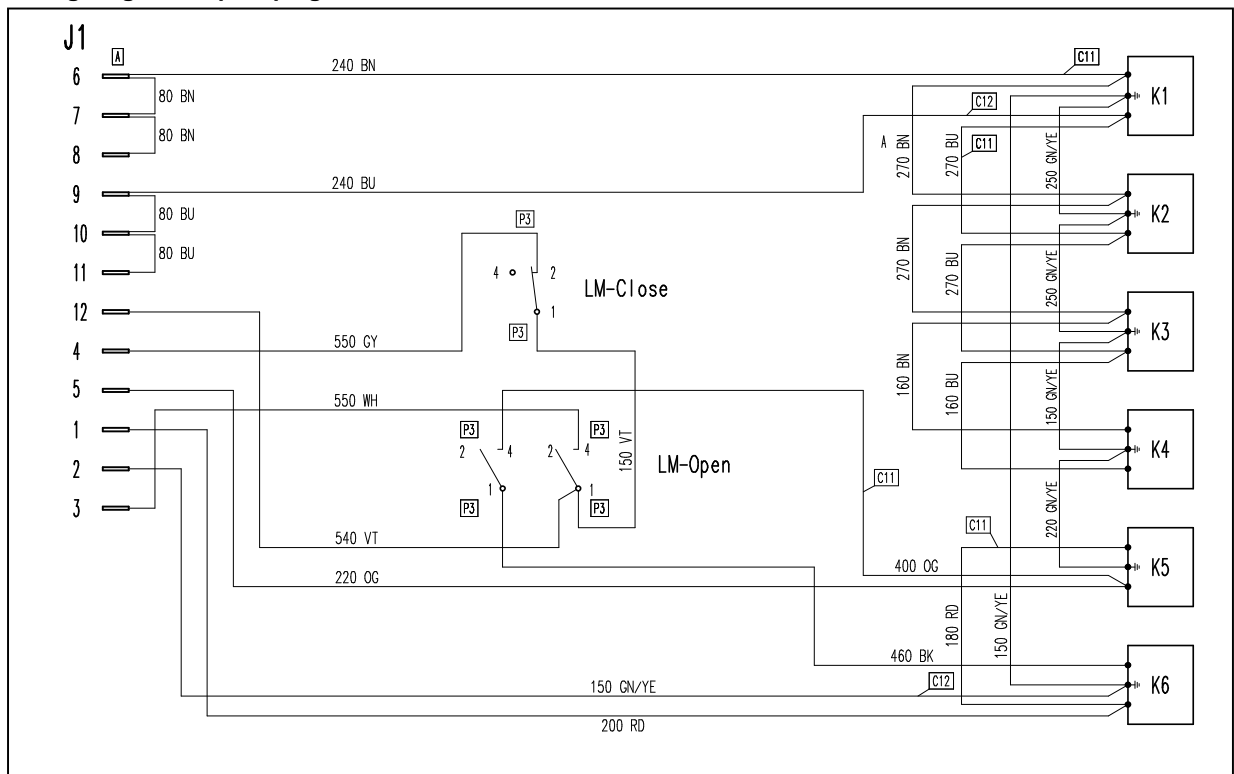 J1
A
6
240 BN
C11
80 BN
K1
7
C12
80 BN
A
270 BN
270 BU
C11
250 GN/YE
8
9
240 BU
80 BU
P3
K2
10
80 BU
270 BN
270 BU
250 GN/YE
11
4
2
LM-Close
12
1
P3
K3
4
550 GY
160 BN
160 BU
150 GN/YE
5
550 WH
1
P3
P3
2
4
2
4
150 VT
K4
LM-Open
2
1
1
C11
220 GN/YE
3
P3
P3
C11
540 VT
K5
220 OG
400 OG
180 RD
150 GN/YE
460 BK
C12
K6
150 GN/YE
200 RD